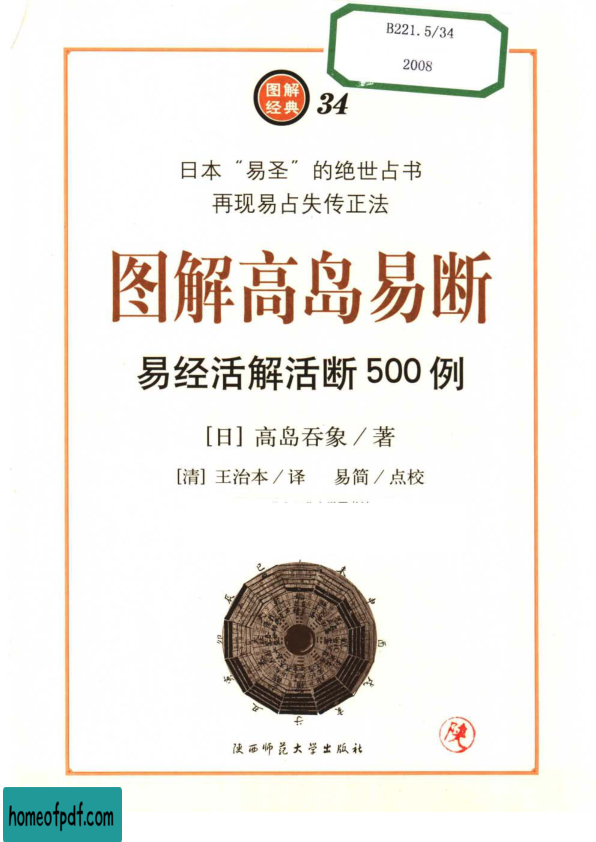 B221.5/34
2008
图解
经典
34
日本“易圣”的绝世占书
再现易占失传正法
图解高岛易断
易经活解活断500例
[日]高岛吞象/著
[清]王治本/译 易简/点校
陕西师范大学出版社
homeofpdf.com